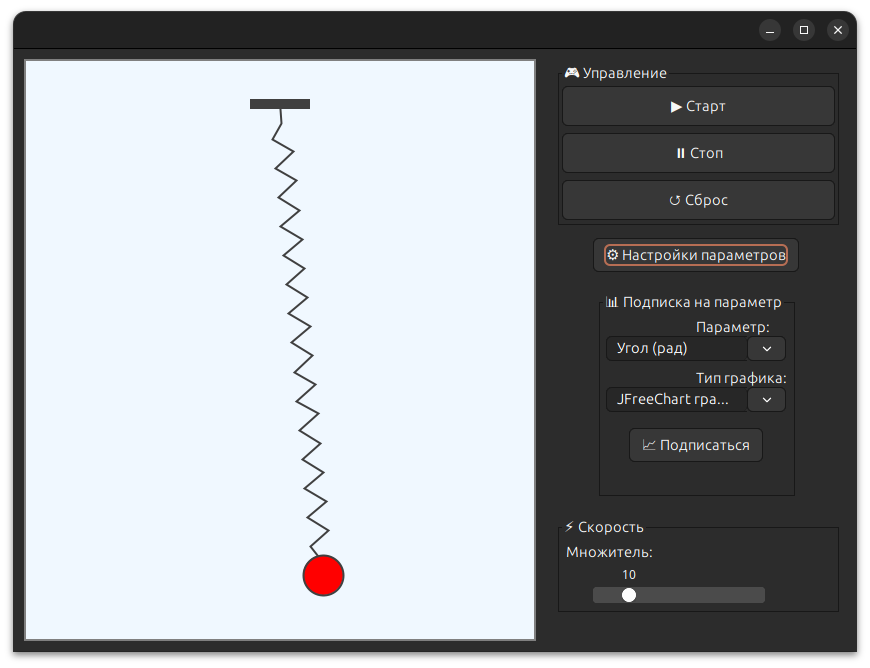 🎮 Управление
▶ Старт
⏸ Стоп
↺ Сброс
⚙ Настройки параметров
📊 Подписка на параметр
Параметр:
Угол (рад)
Тип графика:
JFreeChart гра...
📈 Подписаться
⚡ Скорость
Множитель:
10